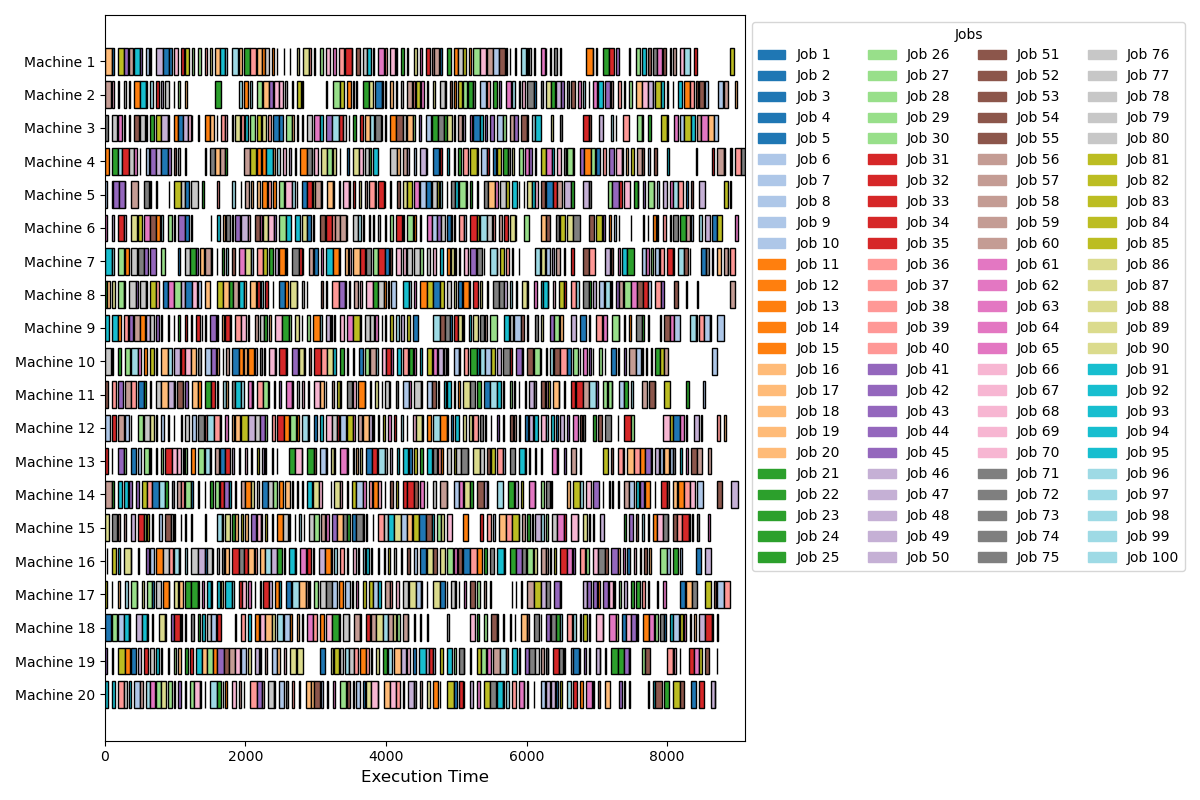 Machine 1
Machine 2
Machine 3
Machine 4
Machine 5
Machine 6
Machine 7
Machine 8
Machine 9
Machine 10
Machine 11
Machine 12
Machine 13
Machine 14
Machine 15
Machine 16
Machine 17
Machine 18
Machine 19
Machine 20
0 2000 4000 6000 8000
Execution Time
Jobs
Job 1 Job 26 Job 51 Job 76
Job 2 Job 27 Job 52 Job 77
Job 3 Job 28 Job 53 Job 78
Job 4 Job 29 Job 54 Job 79
Job 5 Job 30 Job 55 Job 80
Job 6 Job 31 Job 56 Job 81
Job 7 Job 32 Job 57 Job 82
Job 8 Job 33 Job 58 Job 83
Job 9 Job 34 Job 59 Job 84
Job 10 Job 35 Job 60 Job 85
Job 11 Job 36 Job 61 Job 86
Job 12 Job 37 Job 62 Job 87
Job 13 Job 38 Job 63 Job 88
Job 14 Job 39 Job 64 Job 89
Job 15 Job 40 Job 65 Job 90
Job 16 Job 41 Job 66 Job 91
Job 17 Job 42 Job 67 Job 92
Job 18 Job 43 Job 68 Job 93
Job 19 Job 44 Job 69 Job 94
Job 20 Job 45 Job 70 Job 95
Job 21 Job 46 Job 71 Job 96
Job 22 Job 47 Job 72 Job 97
Job 23 Job 48 Job 73 Job 98
Job 24 Job 49 Job 74 Job 99
Job 25 Job 50 Job 75 Job 100